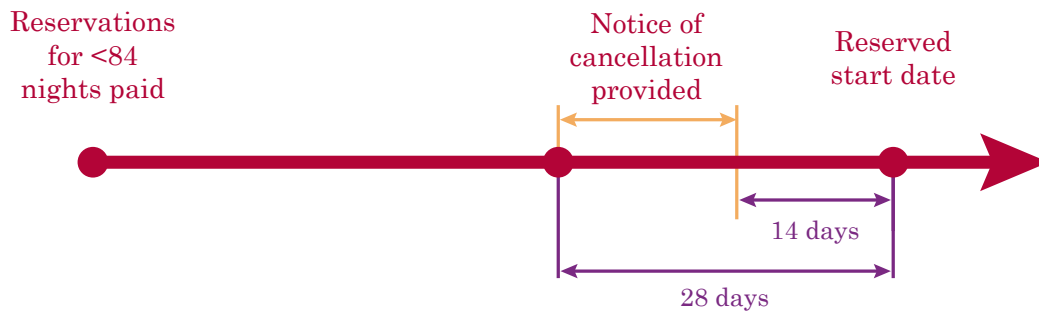 Reservations
for <84
nights paid
Notice of
cancellation
provided
Reserved
start date
14 days
28 days